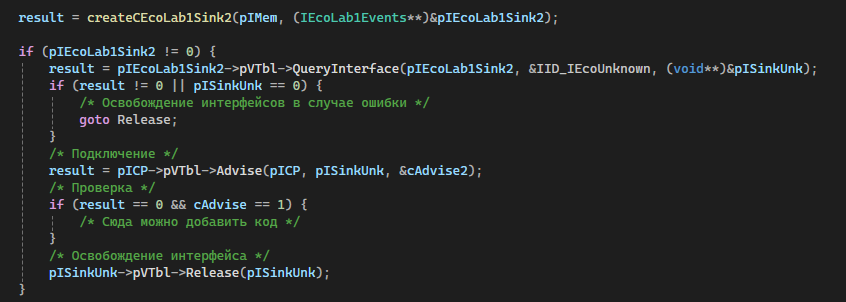 result = createCEcoLab1Sink2(pIMem, (IEcoLab1Events**)&pIEcoLab1Sink2);
if (pIEcoLab1Sink2 != 0) {
result = pIEcoLab1Sink2->pVTbl->QueryInterface(pIEcoLab1Sink2, &IID_IEcoUnknown, (void**)&pISinkUnk);
if (result != 0 || pISinkUnk == 0) {
/* Освобождение интерфейсов в случае ошибки */
goto Release;
}
/* Подключение */
result = pICP->pVTbl->Advise(pICP, pISinkUnk, &cAdvise2);
/* Проверка */
if (result == 0 && cAdvise == 1) {
/* Сюда можно добавить код */
}
/* Освобождение интерфейса */
pISinkUnk->pVTbl->Release(pISinkUnk);
}